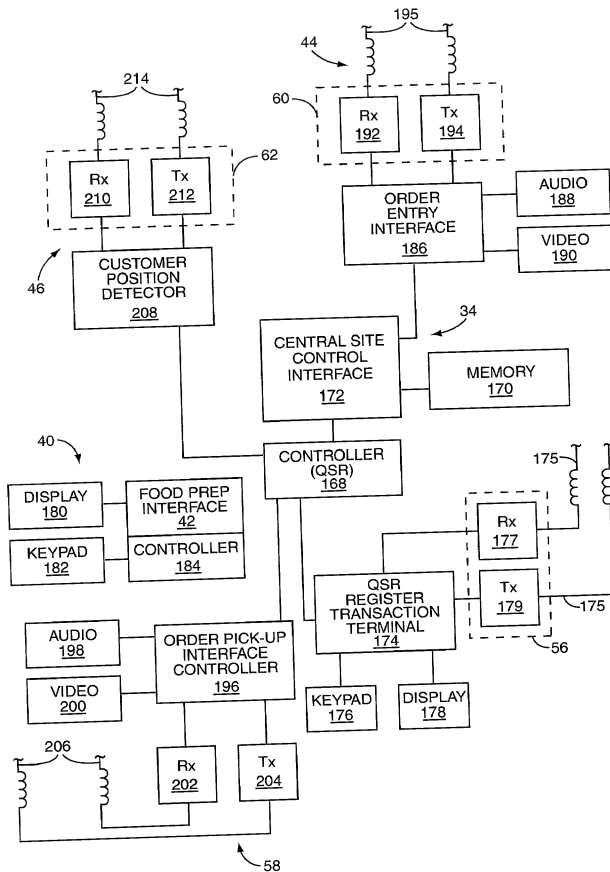 195
44
214
60
Rx
192
Tx
194
62
Rx
210
Tx
212
ORDER
ENTRY
INTERFACE
186
AUDIO
188
VIDEO
190
46
CUSTOMER
POSITION
DETECTOR
208
34
CENTRAL SITE
CONTROL
INTERFACE
172
MEMORY
170
40
CONTROLLER
(QSR)
168
175
DISPLAY
180
FOOD PREP
INTERFACE
42
KEYPAD
182
CONTROLLER
184
Rx
177
QSR
REGISTER
TRANSACTION
TERMINAL
174
Tx
179
175
AUDIO
198
ORDER PICK-UP
INTERFACE
CONTROLLER
196
56
VIDEO
200
KEYPAD
176
DISPLAY
178
206
Rx
202
Tx
204
58